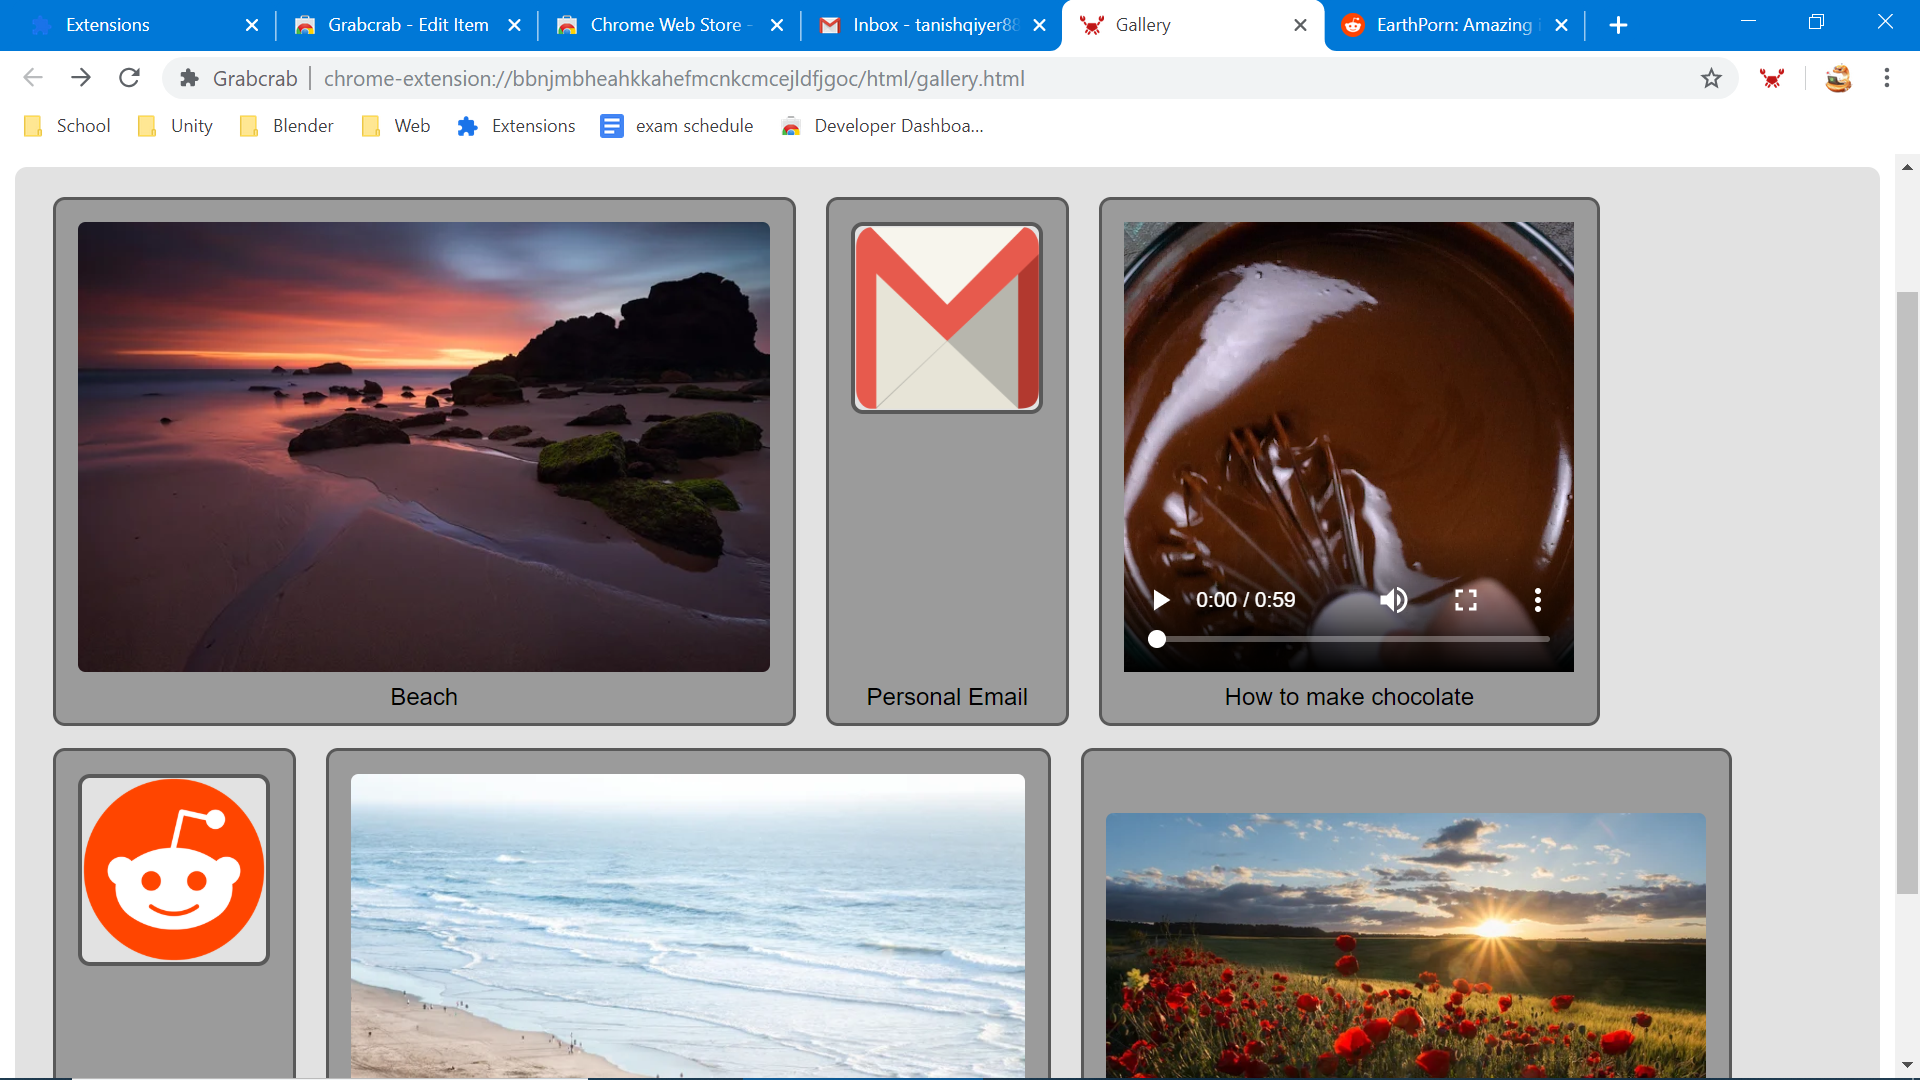 Extensions
Grabcrab - Edit Item
Chrome Web Store -
Inbox - tanishqiyer88
Gallery
EarthPorn: Amazing i
Grabcrab
chrome-extension://bbnjmbheahkkahefmcnkcmcejldfjgoc/html/gallery.html
School
Unity
Blender
Web
Extensions
exam schedule
Developer Dashboa...
0:00 / 0:59
Beach
Personal Email
How to make chocolate